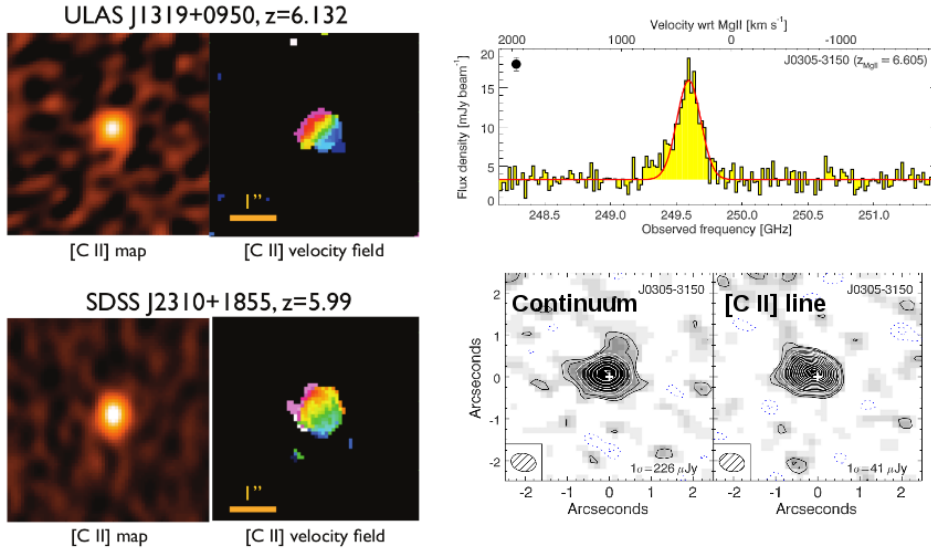 ULAS J1319+0950, z=6.132
1"
[C II] map
[C II] velocity field
SDSS J2310+1855, z=5.99
1"
[C II] map
[C II] velocity field
Velocity wrt MgII [km s⁻¹]
2000 1000 0 -1000
J0305-3150 (z_MgII = 6.605)
Flux density [mJy beam⁻¹]
20
15
10
5
0
248.5 249.0 249.5 250.0 250.5 251.0
Observed frequency [GHz]
J0305-3150
Continuum
J0305-3150
[C II] line
Arcseconds
2
1
0
-1
-2
1σ=226 μJy
1σ=41 μJy
-2 -1 0 1 2
-2 -1 0 1 2
Arcseconds
Arcseconds